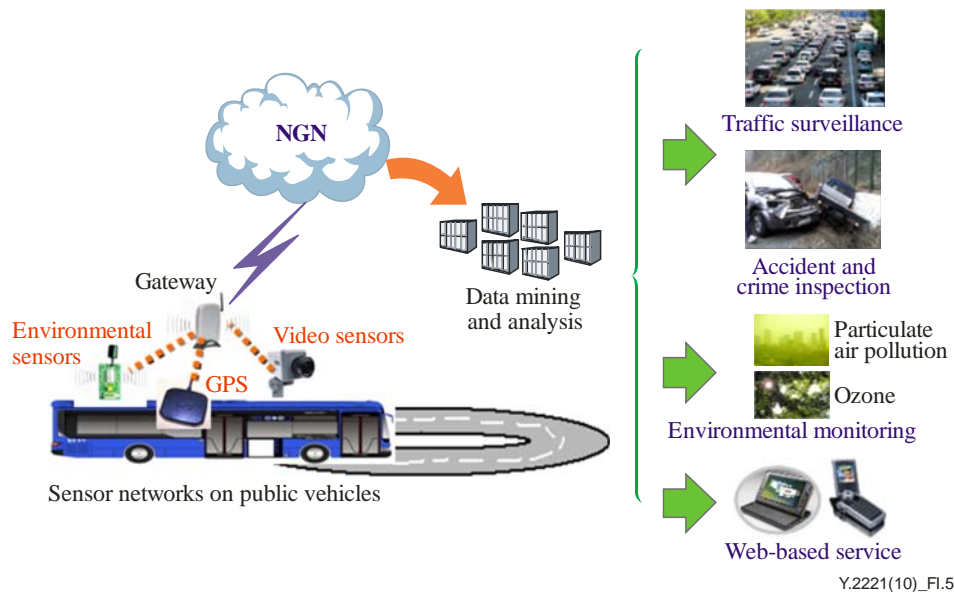 NGN
Gateway
Environmental
sensors
Video sensors
GPS
Sensor networks on public vehicles
Data mining
and analysis
Traffic surveillance
Accident and
crime inspection
Particulate
air pollution
Ozone
Environmental monitoring
Web-based service
Y.2221(10)_FI.5